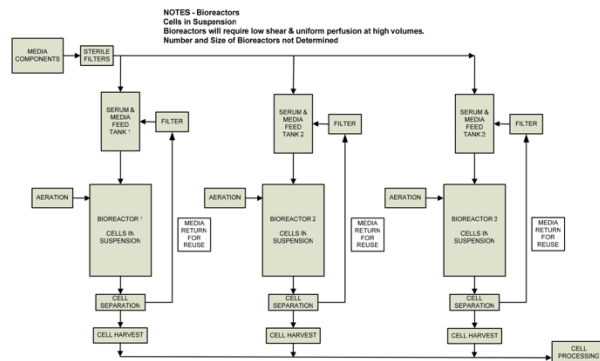 NOTES - Bioreactors
Cells in Suspension
Bioreactors will require low shear & uniform perfusion at high volumes.
Number and Size of Bioreactors not Determined
MEDIA
COMPONENTS
STERILE
FILTERS
SERUM &
MEDIA
FEED
TANK 1
FILTER
SERUM &
MEDIA
FEED
TANK 2
FILTER
SERUM &
MEDIA
FEED
TANK 3
FILTER
AERATION
BIOREACTOR 1
CELLS IN
SUSPENSION
MEDIA
RETURN
FOR
REUSE
AERATION
BIOREACTOR 2
CELLS IN
SUSPENSION
MEDIA
RETURN
FOR
REUSE
AERATION
BIOREACTOR 3
CELLS IN
SUSPENSION
MEDIA
RETURN
FOR
REUSE
CELL
SEPARATION
CELL
SEPARATION
CELL
SEPARATION
CELL HARVEST
CELL HARVEST
CELL HARVEST
CELL
PROCESSING